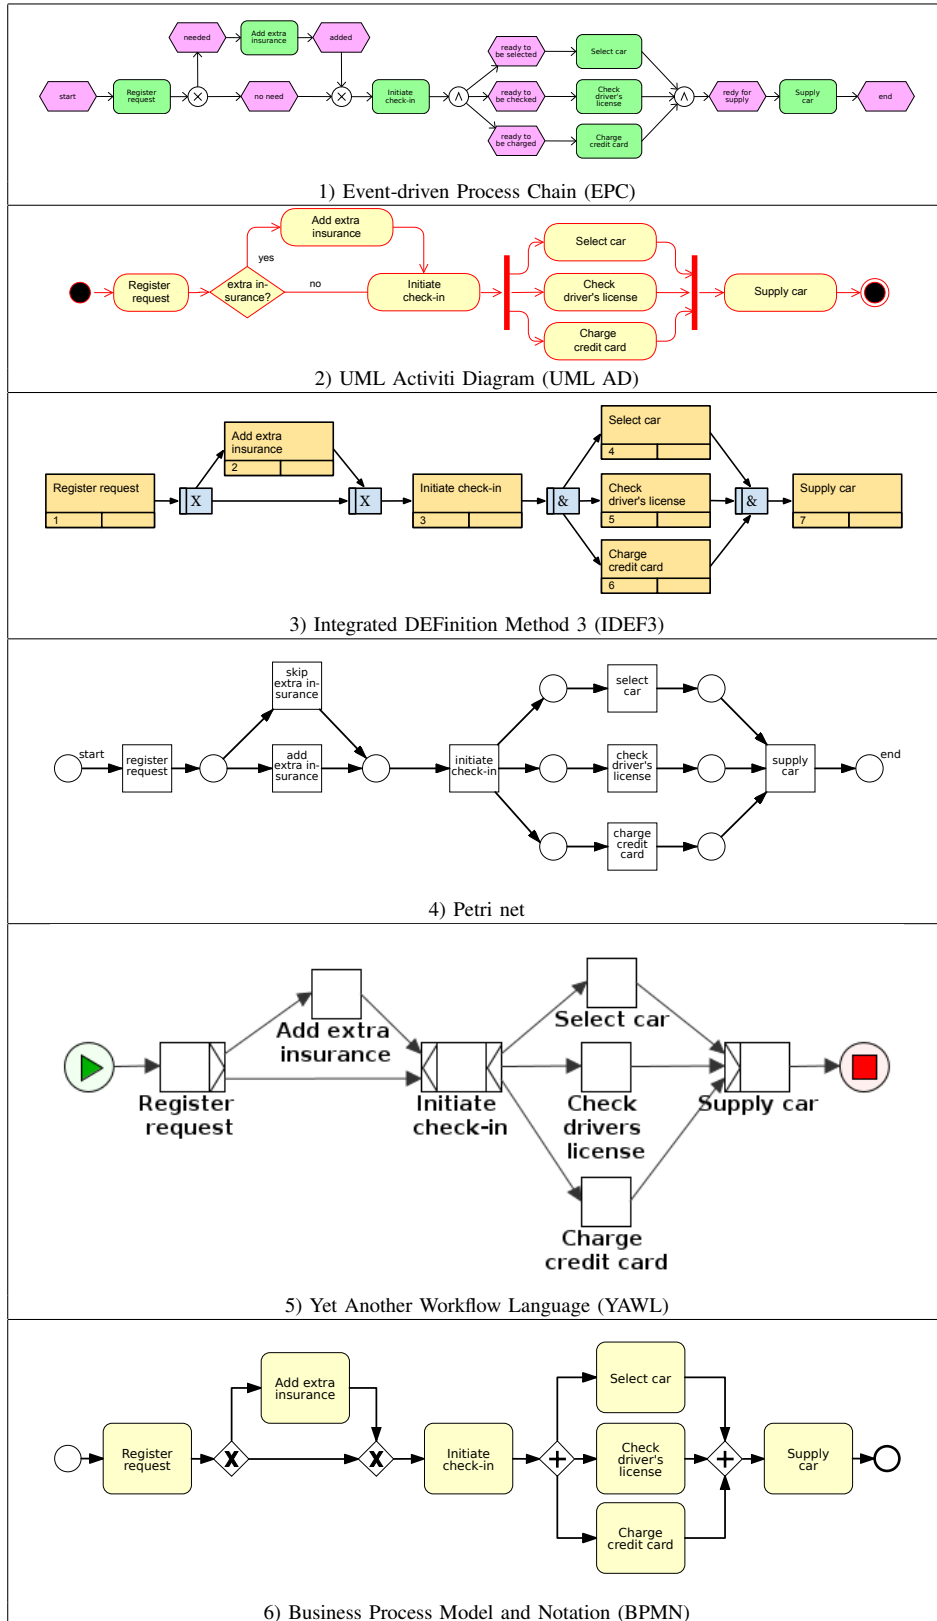 needed
Add extra
insurance
added
ready to
be selected
Select car
start
Register
request
no need
Initiate
check-in
ready to
be checked
Check
driver's
license
redy for
supply
Supply
car
end
ready to
be charged
Charge
credit card
1) Event-driven Process Chain (EPC)
Add extra
insurance
Select car
yes
Register
request
extra in-
surance?
no
Initiate
check-in
Check
driver's license
Supply car
Charge
credit card
2) UML Activiti Diagram (UML AD)
Select car
4
Add extra
insurance
2
Register request
1
X
X
Initiate check-in
3
&
Check
driver's license
5
&
Supply car
7
Charge
credit card
6
3) Integrated DEFinition Method 3 (IDEF3)
skip
extra in-
surance
select
car
start
register
request
add
extra in-
surance
initiate
check-in
check
driver's
license
supply
car
end
charge
credit
card
4) Petri net
Select car
Add extra
insurance
Register
request
Initiate
check-in
Check
drivers
license
Supply car
Charge
credit card
5) Yet Another Workflow Language (YAWL)
Add extra
insurance
Select car
Register
request
X
X
Initiate
check-in
Check
driver's
license
Supply
car
Charge
credit card
6) Business Process Model and Notation (BPMN)